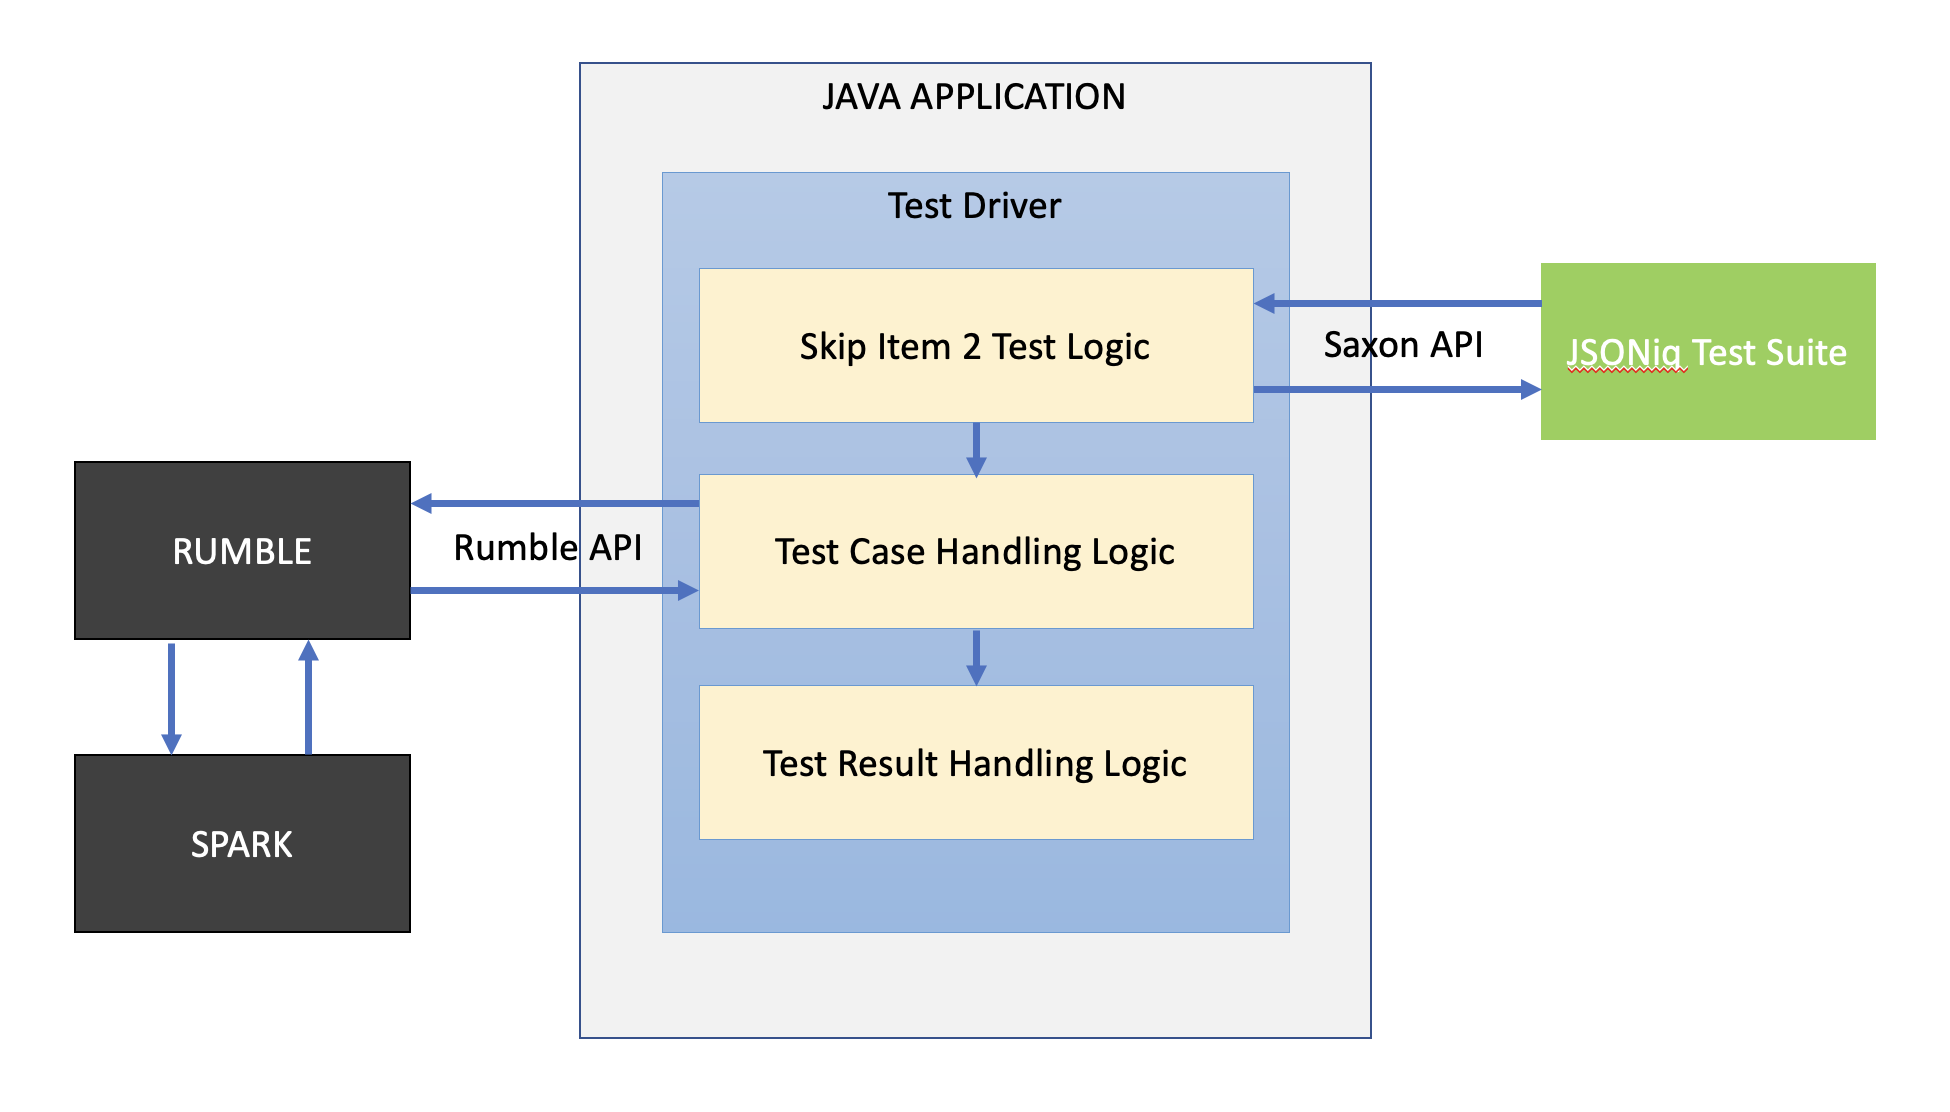 JAVA APPLICATION
Test Driver
Skip Item 2 Test Logic
Saxon API
JSONiq Test Suite
RUMBLE
Rumble API
Test Case Handling Logic
Test Result Handling Logic
SPARK